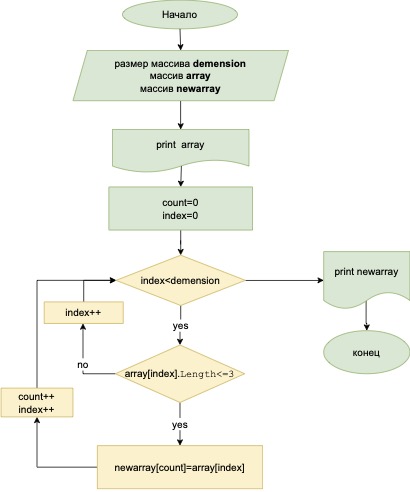 Начало
размер массива demension
массив array
массив newarray
print array
count=0
index=0
index<demension
print newarray
index++
yes
конец
no
array[index].Length<=3
count++
index++
yes
newarray[count]=array[index]